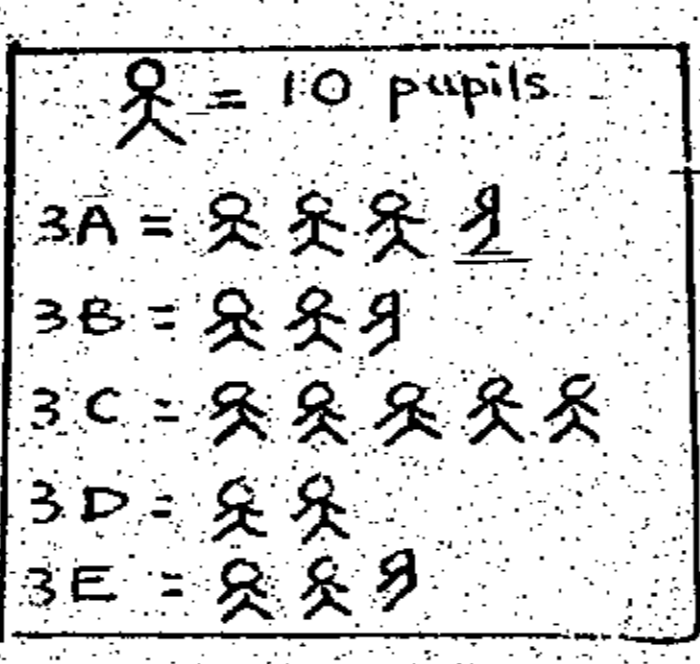 = 10 pupils
3A =
3B =
3C =
3D =
3E =